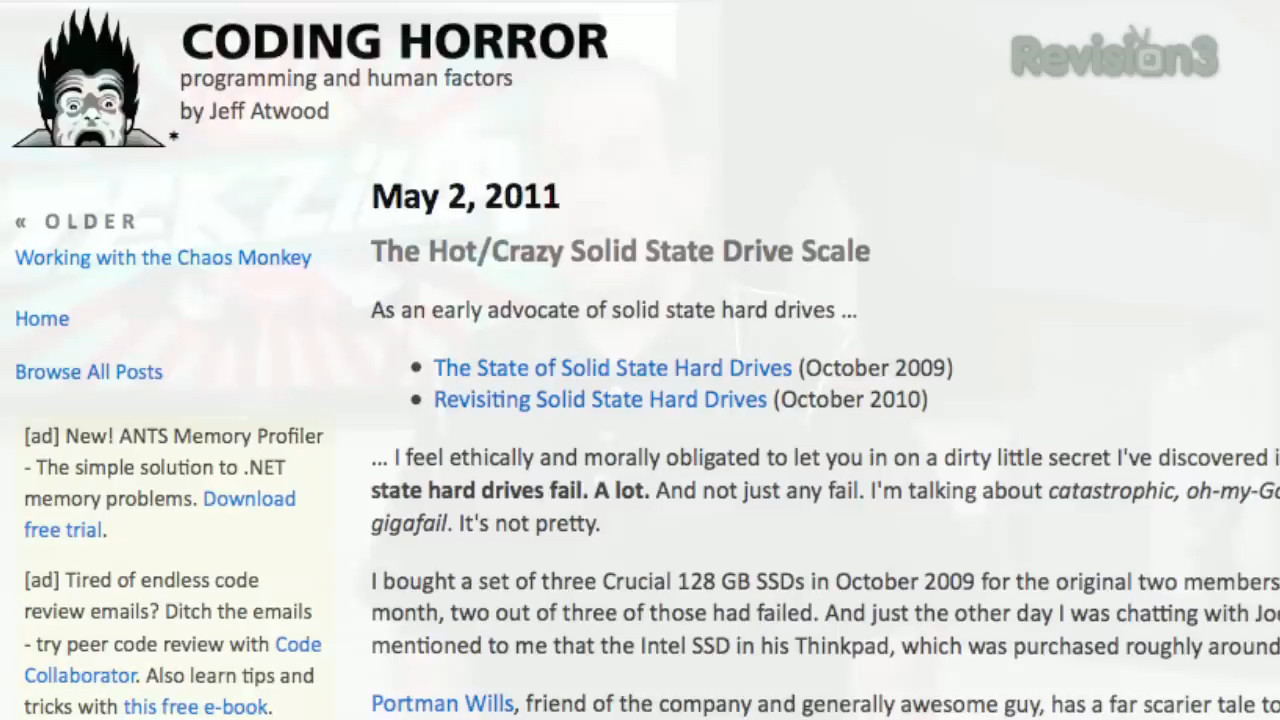 CODING HORROR
programming and human factors
by Jeff Atwood
*
Revision3
« OLDER
Working with the Chaos Monkey
Home
Browse All Posts
[ad] New! ANTS Memory Profiler
- The simple solution to .NET
memory problems. Download
free trial.
[ad] Tired of endless code
review emails? Ditch the emails
- try peer code review with Code
Collaborator. Also learn tips and
tricks with this free e-book.
May 2, 2011
The Hot/Crazy Solid State Drive Scale
As an early advocate of solid state hard drives ...
• The State of Solid State Hard Drives (October 2009)
• Revisiting Solid State Hard Drives (October 2010)
... I feel ethically and morally obligated to let you in on a dirty little secret I've discovered
state hard drives fail. A lot. And not just any fail. I'm talking about catastrophic,
gigafail. It's not pretty.
I bought a set of three Crucial 128 GB SSDs in October 2009 for the original two members
month, two out of three of those had failed. And just the other day I was chatting with
mentioned to me that the Intel SSD in his Thinkpad, which was purchased roughly around
Portman Wills, friend of the company and generally awesome guy, has a far scarier tale to